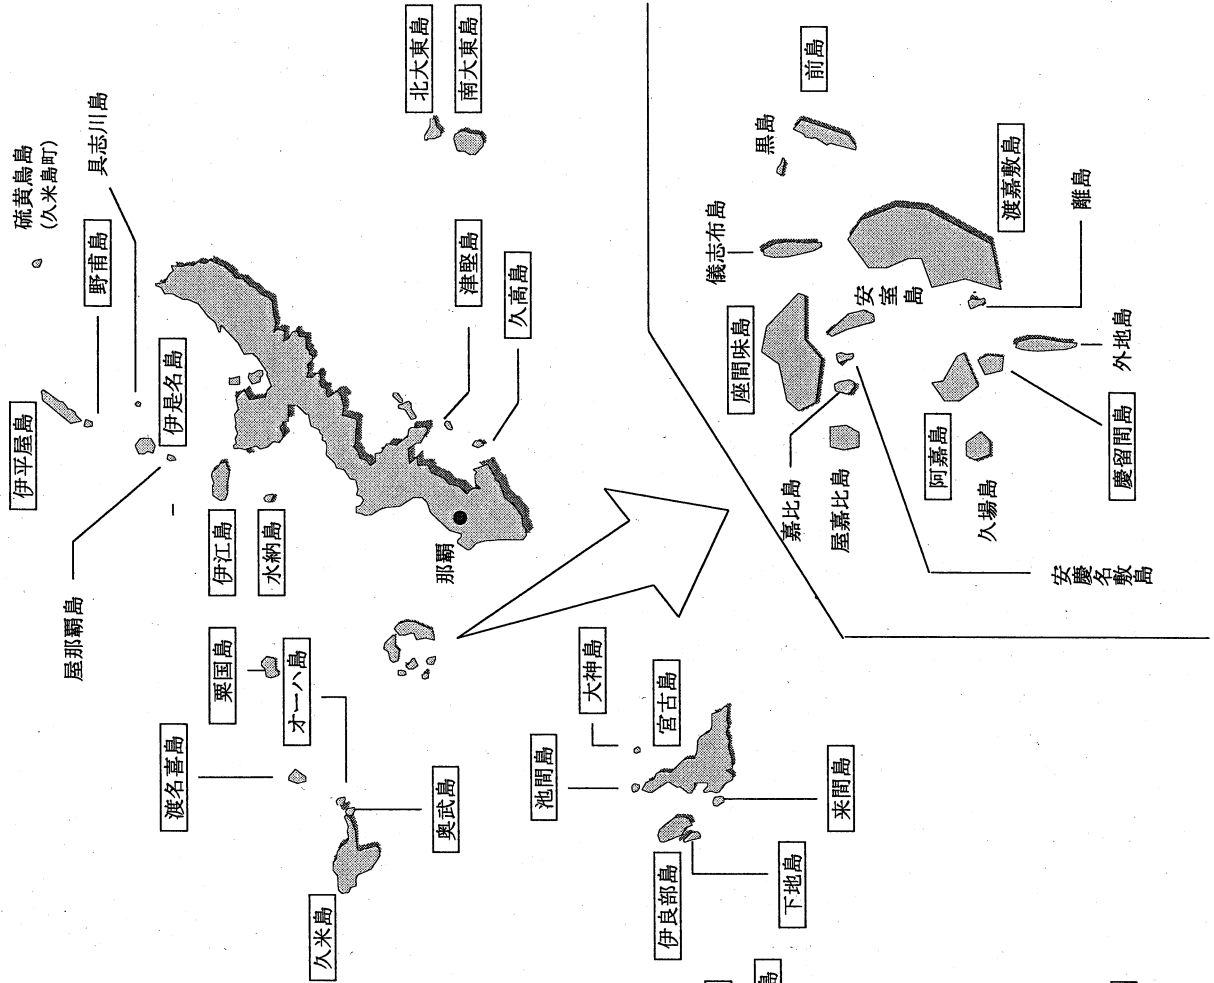 硫黄鳥島
(久米島町)
具志川島
野甫島
伊平屋島
伊是名島
屋那覇島
伊江島
水納島
北大東島
南大東島
津堅島
久高島
那覇
粟国島
オーハ島
渡名喜島
奥武島
久米島
大神島
池間島
宮古島
来間島
伊良部島
下地島
島
前島
黒島
渡嘉敷島
離島
儀志布島
安室島
座間味島
外地島
慶留間島
阿嘉島
久場島
嘉比島
屋嘉比島
安慶名敷島